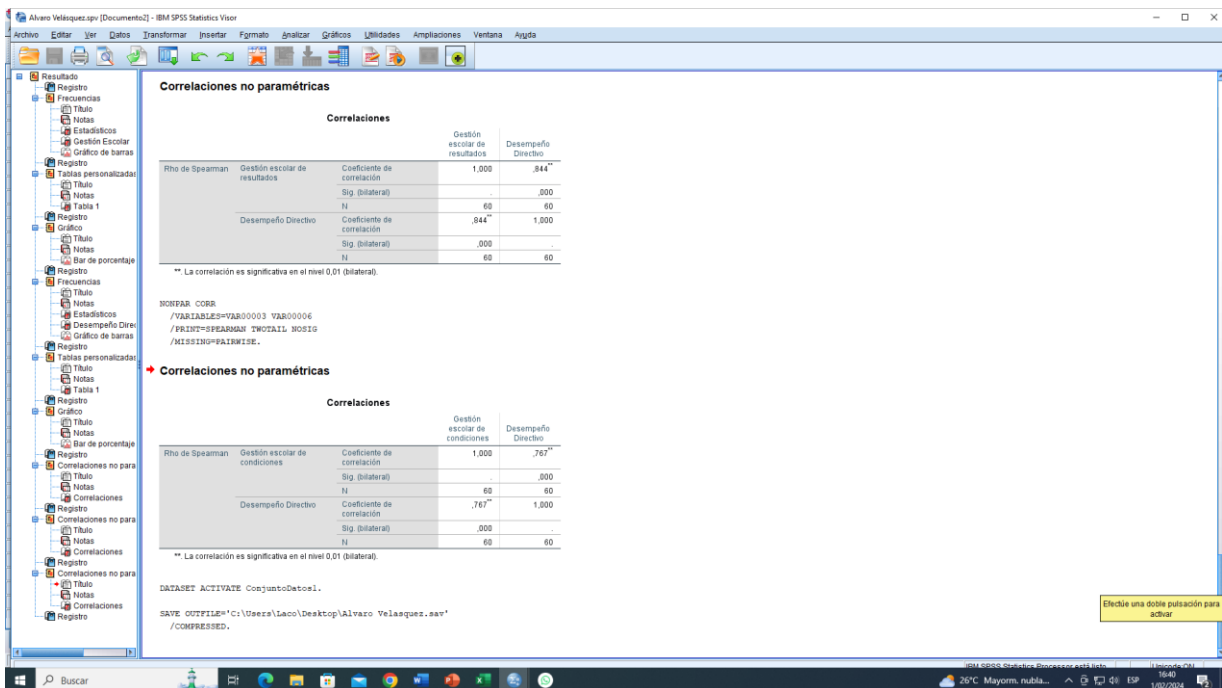 Alvaro Velásquez.spv [Documento2] - IBM SPSS Statistics Visor
Archivo Editar Ver Datos Transformar Insertar Formato Analizar Gráficos Utilidades Ampliaciones Ventana Ayuda
Resultado
Registro
Frecuencias
Título
Notas
Estadísticos
Gestión Escolar
Gráfico de barras
Registro
Tablas personalizadas
Título
Notas
Tabla 1
Registro
Gráfico
Título
Notas
Bar de porcentaje
Registro
Frecuencias
Título
Notas
Estadísticos
Desempeño Direc
Gráfico de barras
Registro
Tablas personalizadas
Título
Notas
Tabla 1
Registro
Gráfico
Título
Notas
Bar de porcentaje
Registro
Correlaciones no para
Título
Notas
Correlaciones
Registro
Correlaciones no para
Título
Notas
Correlaciones
Registro
Correlaciones no para
Título
Notas
Correlaciones
Registro
Correlaciones no paramétricas
Correlaciones
Gestión escolar de resultados Desempeño Directivo
Rho de Spearman Gestión escolar de resultados Coeficiente de correlación 1,000 ,844**
Sig. (bilateral) . ,000
N 60 60
Desempeño Directivo Coeficiente de correlación ,844** 1,000
Sig. (bilateral) ,000 .
N 60 60
**. La correlación es significativa en el nivel 0,01 (bilateral).
NONPAR CORR
/VARIABLES=VAR00003 VAR00006
/PRINT=SPEARMAN TWOTAIL NOSIG
/MISSING=PAIRWISE.
Correlaciones no paramétricas
Correlaciones
Gestión escolar de condiciones Desempeño Directivo
Rho de Spearman Gestión escolar de condiciones Coeficiente de correlación 1,000 ,767**
Sig. (bilateral) . ,000
N 60 60
Desempeño Directivo Coeficiente de correlación ,767** 1,000
Sig. (bilateral) ,000 .
N 60 60
**. La correlación es significativa en el nivel 0,01 (bilateral).
DATASET ACTIVATE ConjuntoDatos1.
SAVE OUTFILE='C:\Users\Laco\Desktop\Alvaro Velasquez.sav'
/COMPRESSED.
Efectúe una doble pulsación para activar
IBM SPSS Statistics Processor está listo Unicode:ON
Buscar
26°C Mayorm. nubla... ESP
16:40
1/02/2024